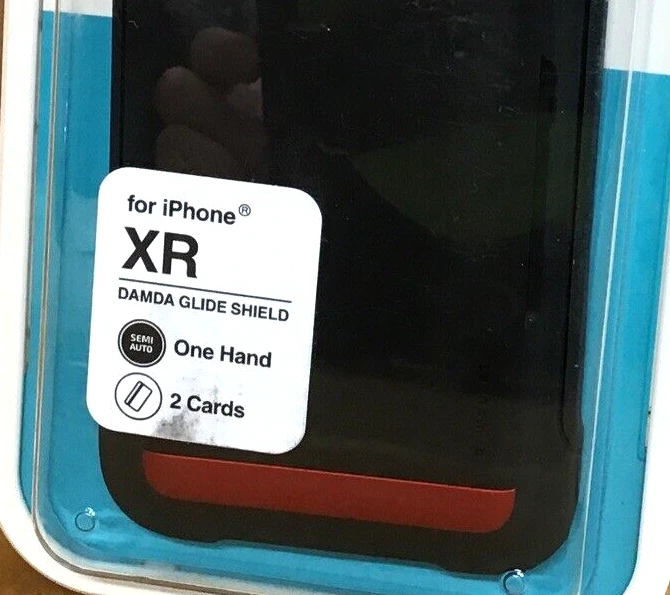 for iPhone®
XR
DAMDA GLIDE SHIELD
SEMI
AUTO
One Hand
2 Cards